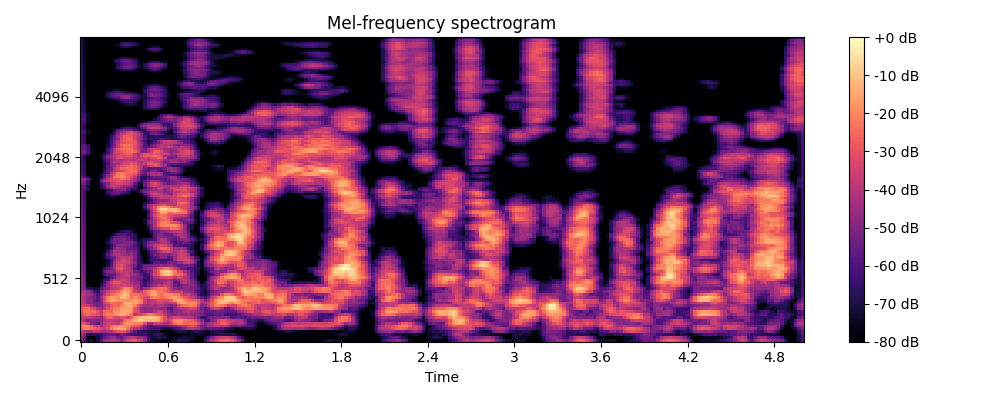 Mel-frequency spectrogram
+0 dB
4096
-10 dB
-20 dB
2048
-30 dB
Hz
-40 dB
1024
-50 dB
512
-60 dB
-70 dB
0
-80 dB
0 0.6 1.2 1.8 2.4 3 3.6 4.2 4.8
Time